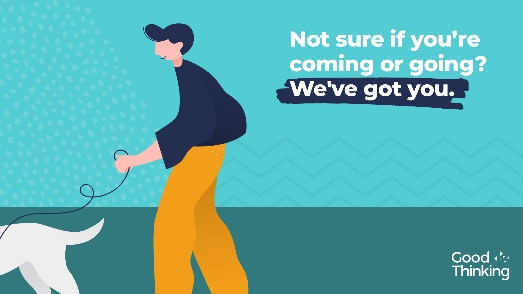 Not sure if you're
coming or going?
We've got you.
Good
Thinking